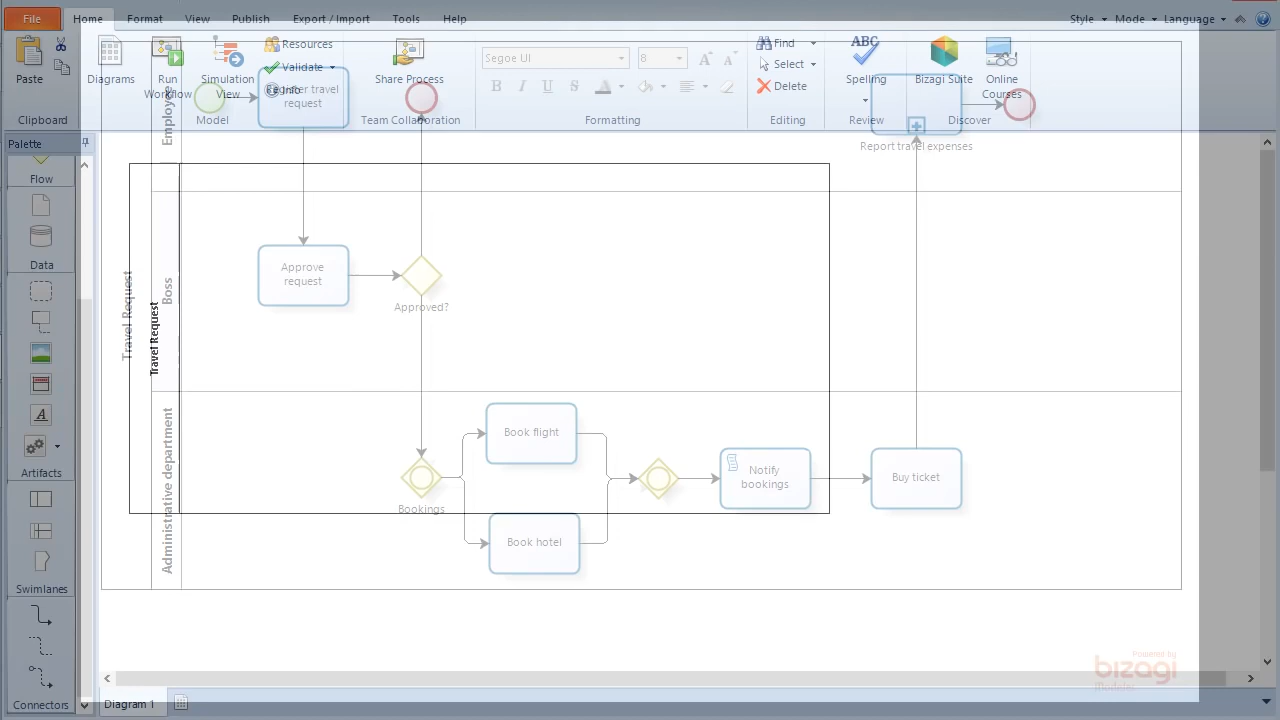 File Home Format View Publish Export / Import Tools Help Style Mode Language
Paste
Clipboard
Diagrams
Run
Workflow
Simulation
View
Resources
Validate
Info
Model
Share Process
Team Collaboration
Segoe UI 8
B I U S A
Formatting
Find
Select
Delete
Editing
ABC
Spelling
Review
Bizagi Suite
Online
Courses
Discover
Palette
Flow
Data
Artifacts
Swimlanes
Connectors
Travel Request
Travel Request
Employee
Boss
Administrative department
Register travel
request
Approve
request
Approved?
Bookings
Book flight
Book hotel
Notify
bookings
Buy ticket
Report travel expenses
Powered By
bizagi
Modeler
Diagram 1